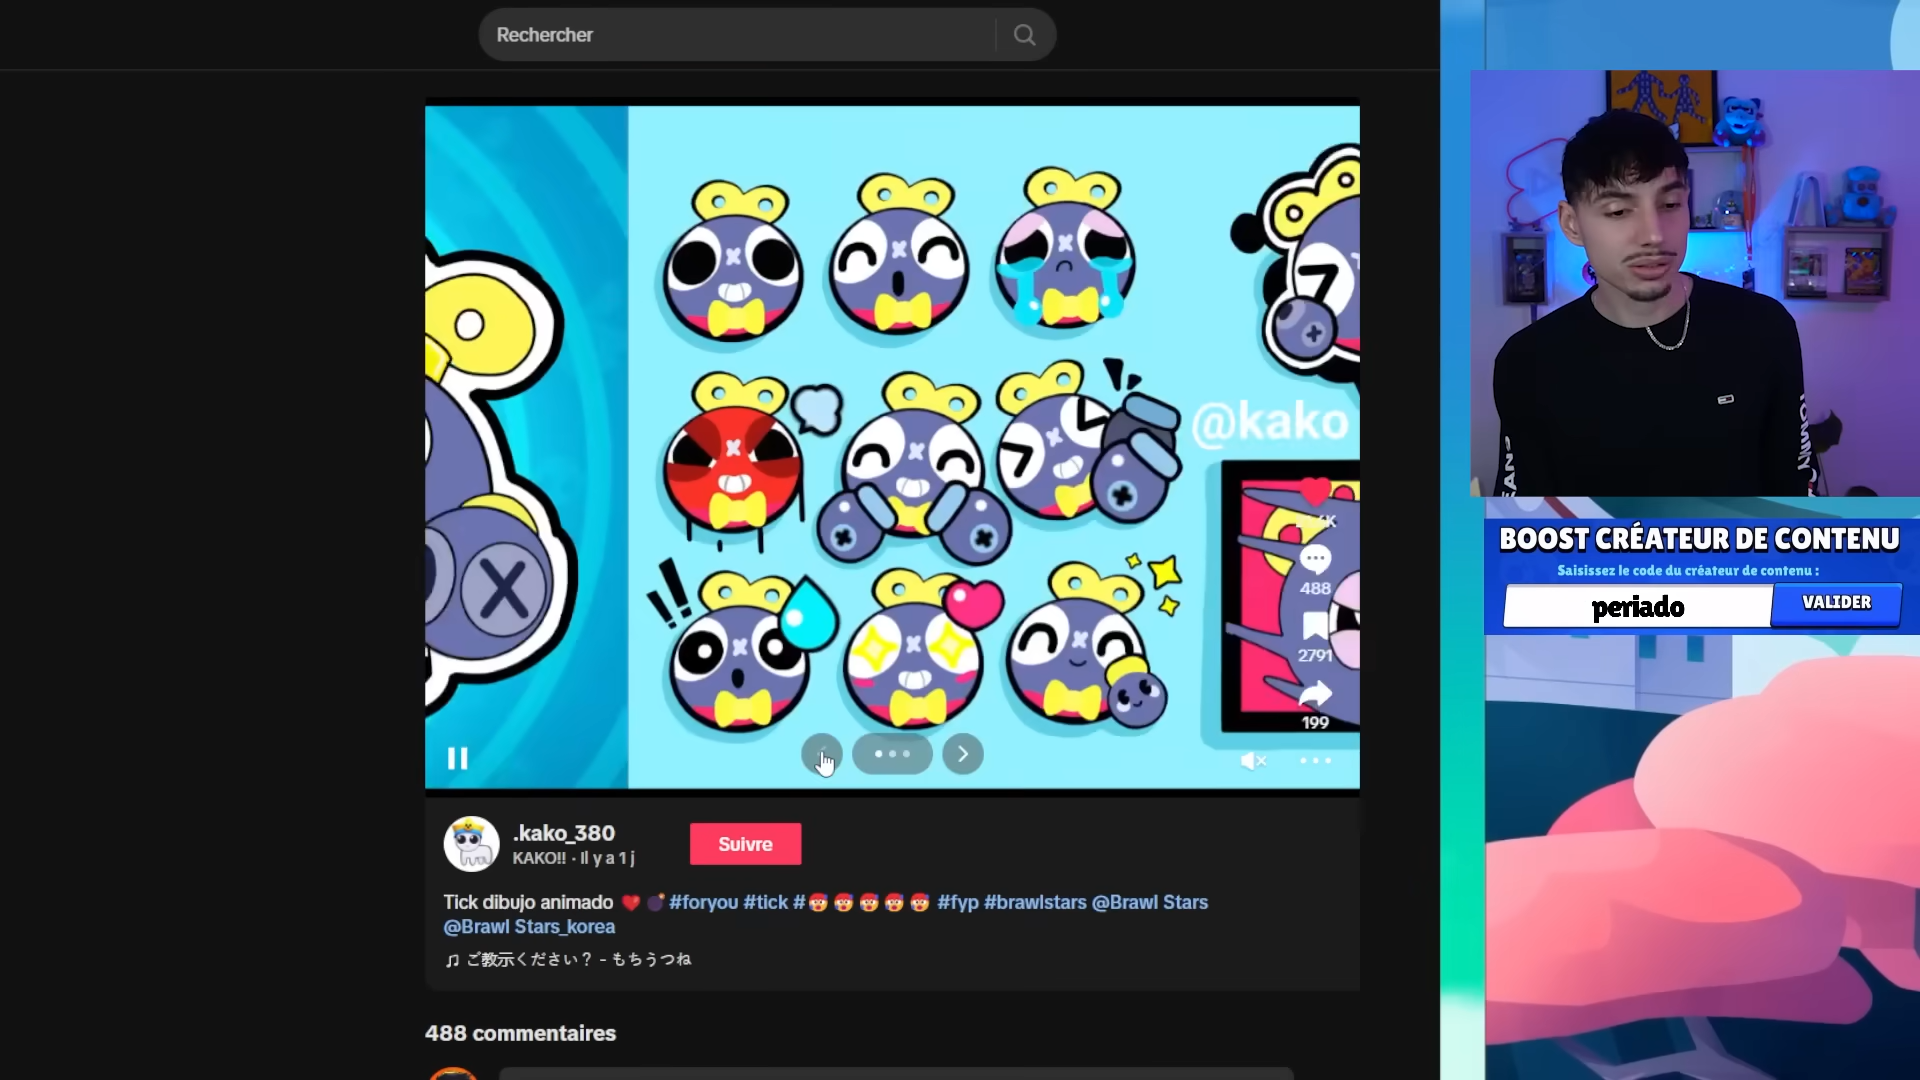 Rechercher
@kako
488
2791
199
.kako_380
KAKO!! · Il y a 1 j
Suivre
Tick dibujo animado ❤️💣 #foryou #tick #🤡🤡🤡🤡🤡 #fyp #brawlstars @Brawl Stars
@Brawl Stars_korea
♫ ご教示ください？ - もちうつね
488 commentaires
BOOST CRÉATEUR DE CONTENU
Saisissez le code du créateur de contenu :
periado
VALIDER